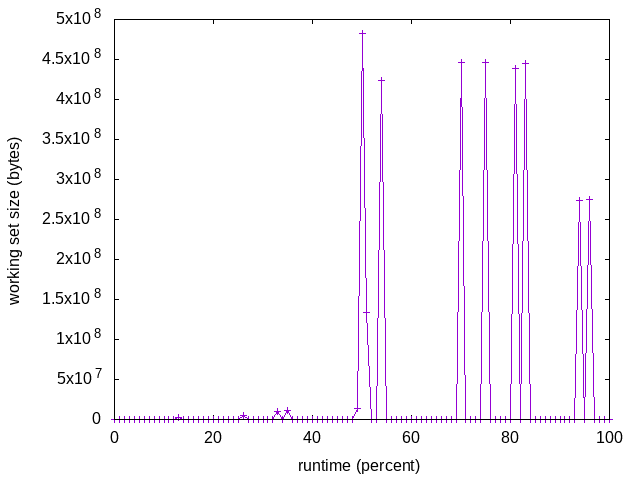 5x10^8
4.5x10^8
4x10^8
3.5x10^8
3x10^8
2.5x10^8
2x10^8
1.5x10^8
1x10^8
5x10^7
0
working set size (bytes)
0 20 40 60 80 100
runtime (percent)